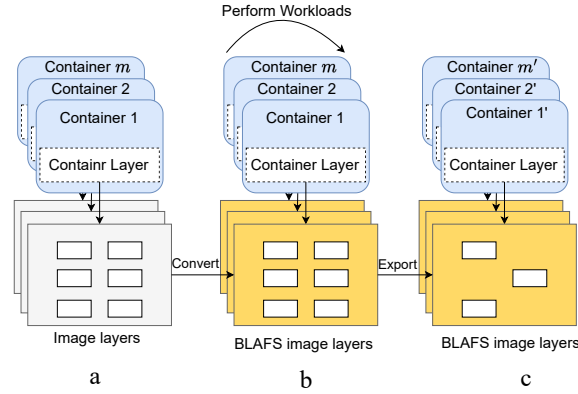 Perform Workloads
Container m
Container 2
Container 1
Containr Layer
Container m
Container 2
Container 1
Container Layer
Container m'
Container 2'
Container 1'
Container Layer
Convert
Export
Image layers
BLAFS image layers
BLAFS image layers
a
b
c